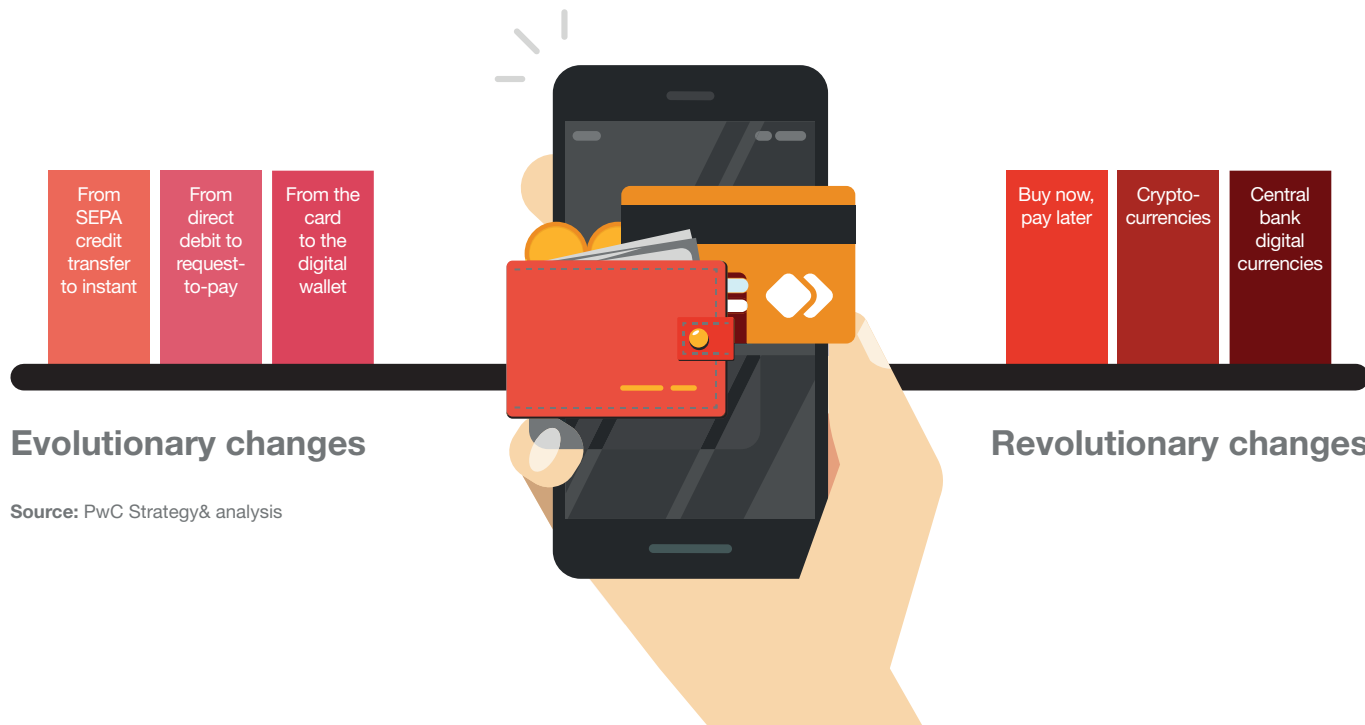 From
SEPA
credit
transfer
to instant
From
direct
debit to
request-
to-pay
From the
card
to the
digital
wallet
Buy now,
pay later
Crypto-
currencies
Central
bank
digital
currencies
Evolutionary changes
Revolutionary changes
Source: PwC Strategy& analysis